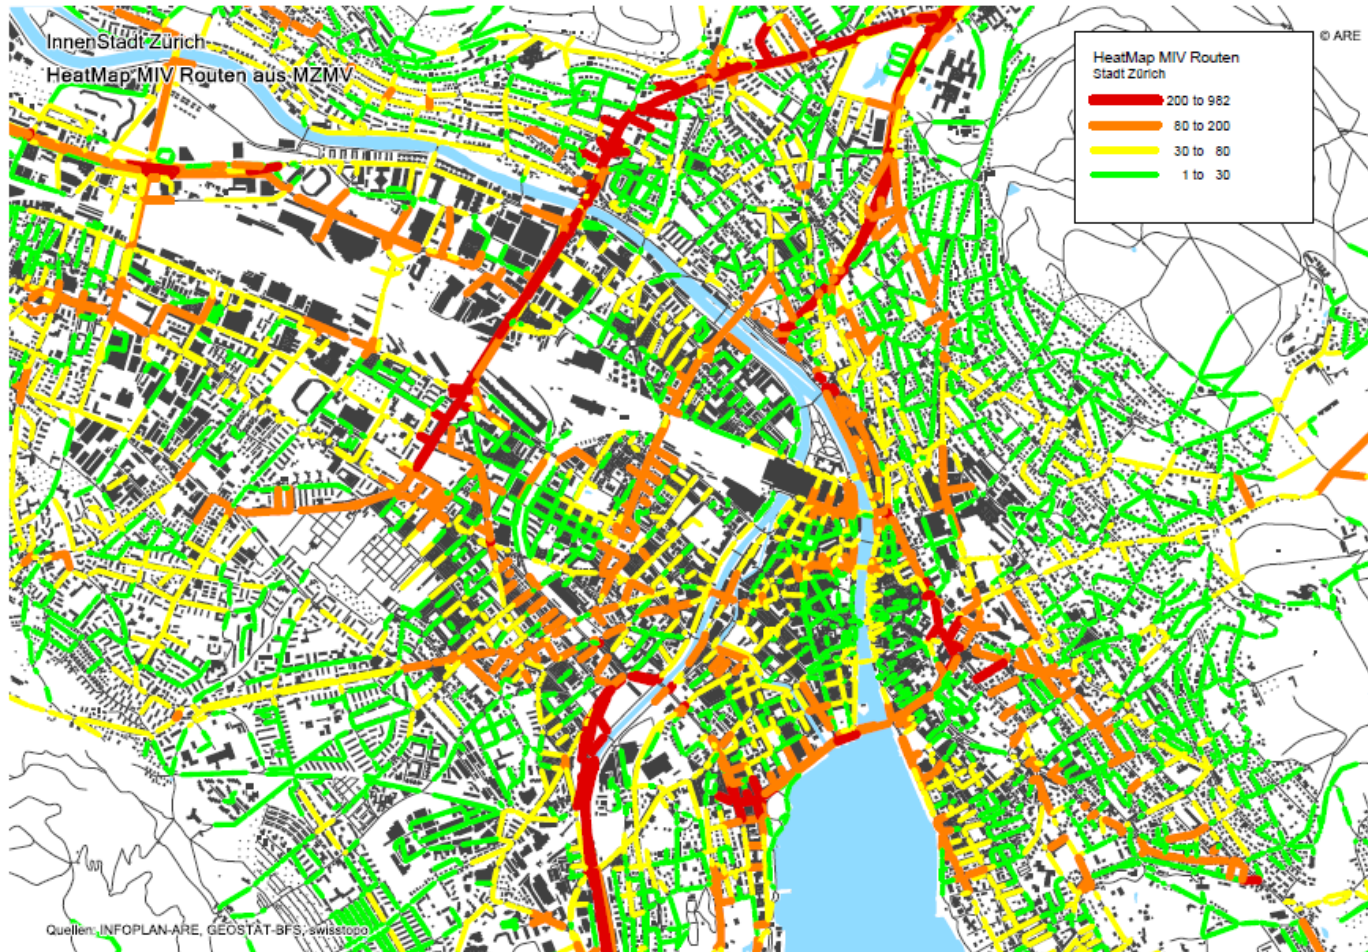 InnenStadt Zürich
HeatMap MIV Routen aus MZMV
© ARE
HeatMap MIV Routen
Stadt Zürich
200 to 982
80 to 200
30 to 80
1 to 30
Quellen: INFOPLAN-ARE, GEOSTAT-BFS, swisstopo